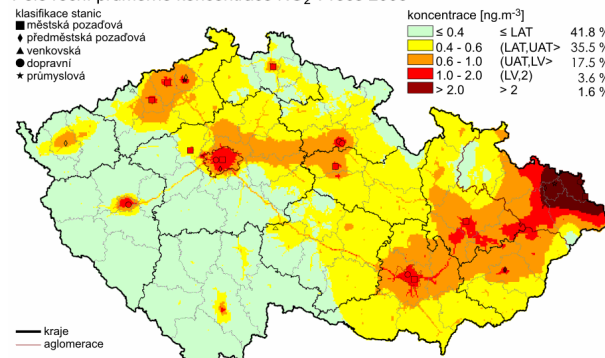 klasifikace stanic
městská pozaďová
předměstská pozaďová
venkovská
dopravní
průmyslová
koncentrace [ng.m-3]
≤ 0.4 ≤ LAT 41.8 %
0.4 - 0.6 (LAT,UAT> 35.5 %
0.6 - 1.0 (UAT,LV> 17.5 %
1.0 - 2.0 (LV,2) 3.6 %
> 2.0 > 2 1.6 %
kraje
aglomerace